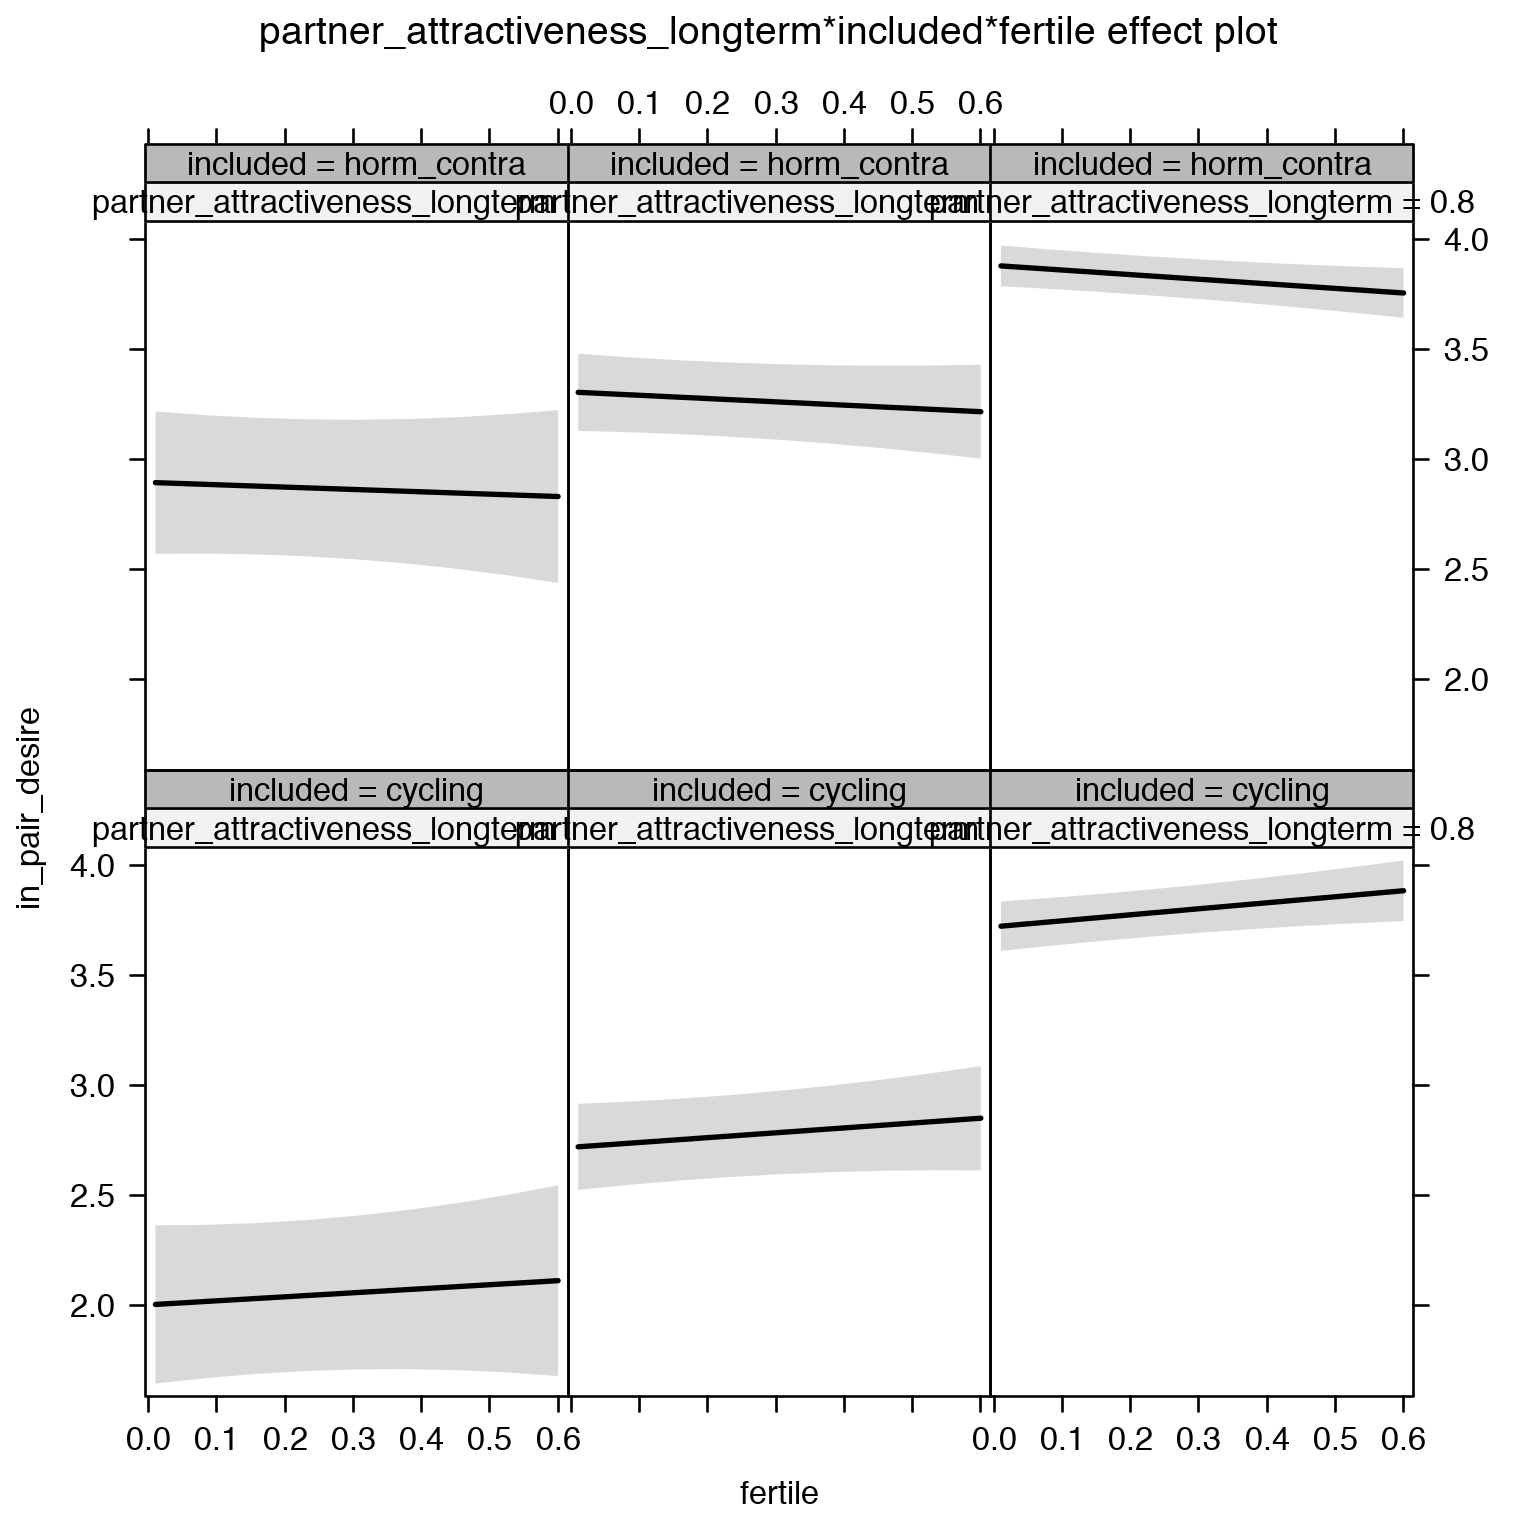 partner_attractiveness_longterm*included*fertile effect plot
0.0 0.1 0.2 0.3 0.4 0.5 0.6
included = horm_contra included = horm_contra included = horm_contra
partner_attractiveness_longterm partner_attractiveness_longterm partner_attractiveness_longterm = 0.8
4.0
3.5
3.0
2.5
2.0
in_pair_desire
included = cycling included = cycling included = cycling
partner_attractiveness_longterm partner_attractiveness_longterm partner_attractiveness_longterm = 0.8
4.0
3.5
3.0
2.5
2.0
0.0 0.1 0.2 0.3 0.4 0.5 0.6 0.0 0.1 0.2 0.3 0.4 0.5 0.6
fertile